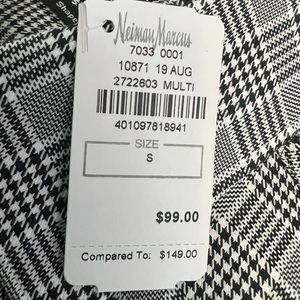 Neiman Marcus
7033 0001
10871 19 AUG
2722603 MULTI
401097818941
SIZE
S
$99.00
Compared To: $149.00